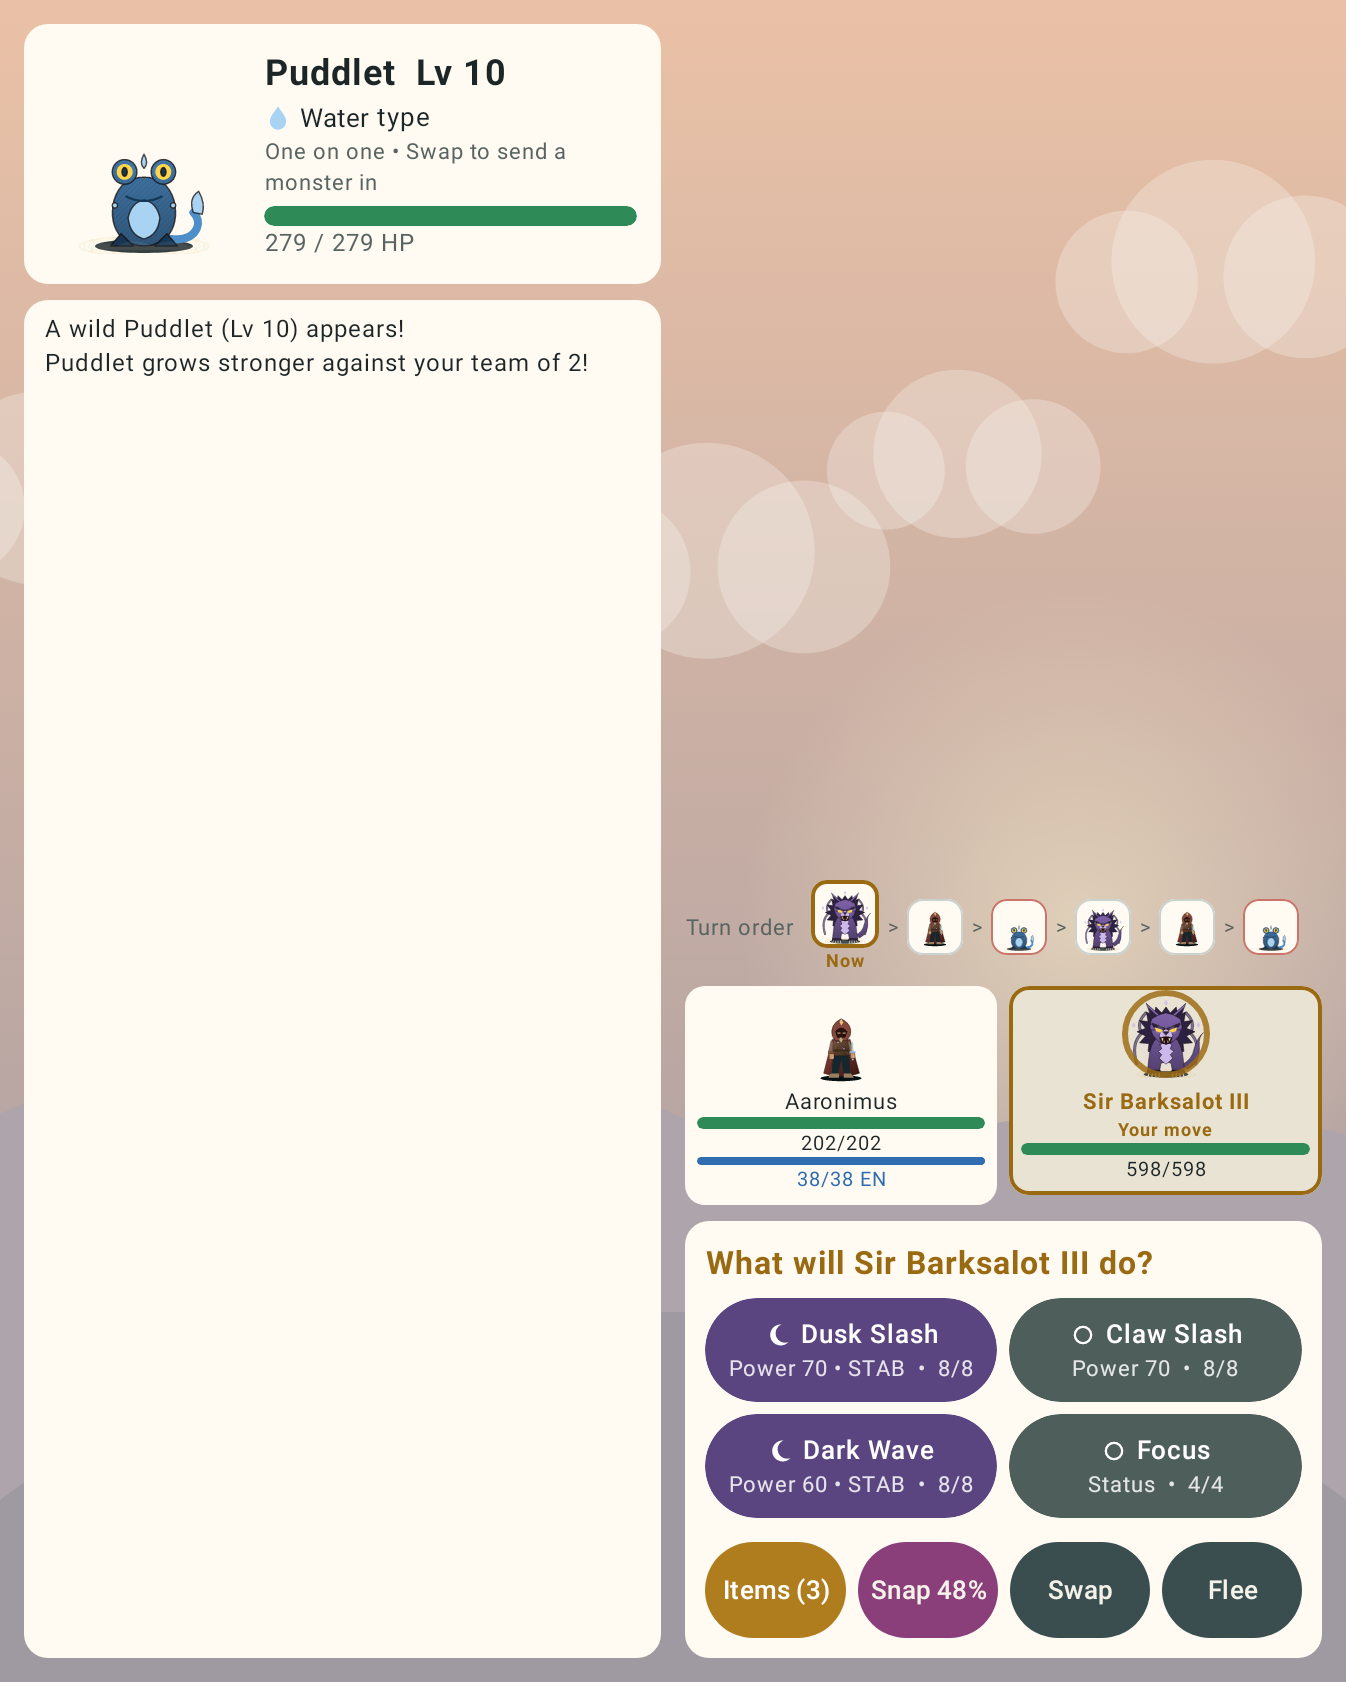 Puddlet Lv 10
Water type
One on one • Swap to send a
monster in
279 / 279 HP
A wild Puddlet (Lv 10) appears!
Puddlet grows stronger against your team of 2!
Turn order > > > > >
Now
Aaronimus
202/202
38/38 EN
Sir Barksalot III
Your move
598/598
What will Sir Barksalot III do?
Dusk Slash
Power 70 • STAB • 8/8
Claw Slash
Power 70 • 8/8
Dark Wave
Power 60 • STAB • 8/8
Focus
Status • 4/4
Items (3)
Snap 48%
Swap
Flee